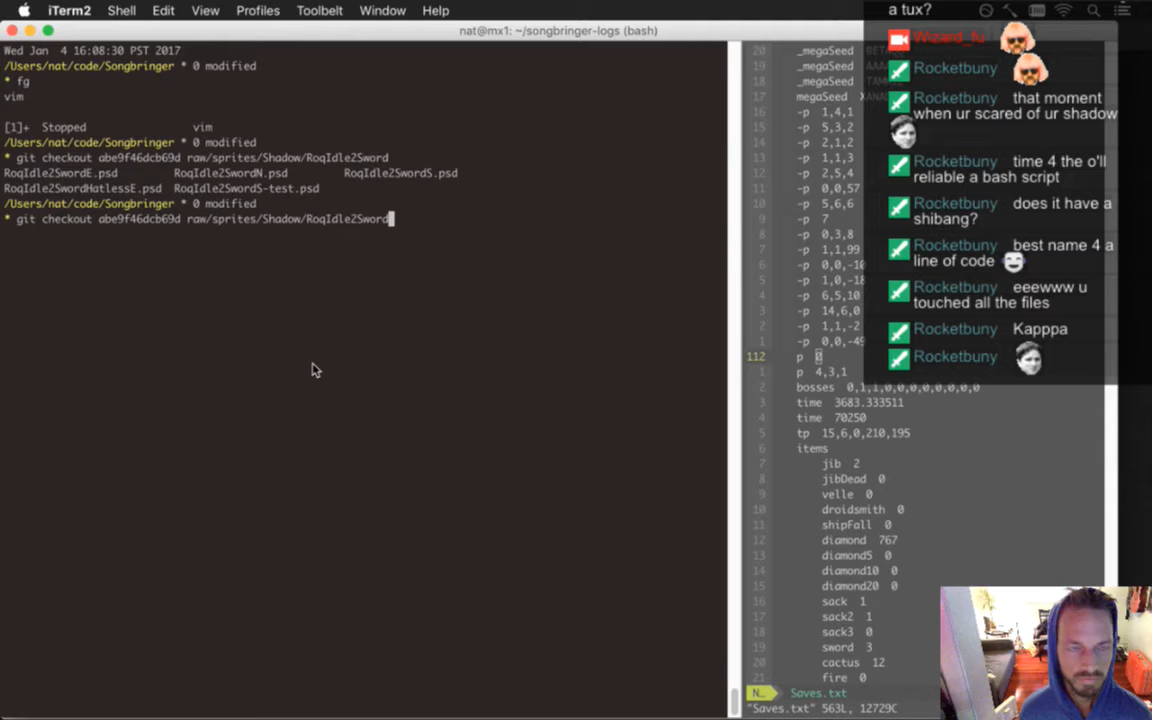 iTerm2 Shell Edit View Profiles Toolbelt Window Help
nat@mx1: ~/songbringer-logs (bash)
Wed Jan  4 16:08:30 PST 2017
/Users/nat/code/Songbringer * 0 modified
* fg
vim
[1]+  Stopped                 vim
/Users/nat/code/Songbringer * 0 modified
* git checkout abe9f46dcb69d raw/sprites/Shadow/RoqIdle2Sword
RoqIdle2SwordE.psd RoqIdle2SwordN.psd RoqIdle2SwordS.psd
RoqIdle2SwordHatlessE.psd RoqIdle2SwordS-test.psd
/Users/nat/code/Songbringer * 0 modified
* git checkout abe9f46dcb69d raw/sprites/Shadow/RoqIdle2Sword
20 _megaSeed
19 _megaSeed
18 _megaSeed
17 megaSeed
16 -p 1,4,1
15 -p 5,3,2
14 -p 2,1,2
13 -p 1,1,3
12 -p 2,5,4
11 -p 0,0,57
10 -p 5,6,6
9 -p 7
8 -p 0,3,8
7 -p 1,1,99
6 -p 0,0,-10
5 -p 1,0,-18
4 -p 6,5,10
3 -p 14,6,0
2 -p 1,1,-2
1 -p 0,0,-49
112 p 0
1 p 4,3,1
2 bosses 0,1,1,0,0,0,0,0,0,0,0
3 time 3683.333511
4 time 70250
5 tp 15,6,0,210,195
6 items
7 jib 2
8 jibDead 0
9 velle 0
10 droidsmith 0
11 shipFall 0
12 diamond 767
13 diamond5 0
14 diamond10 0
15 diamond20 0
16 sack 1
17 sack2 1
18 sack3 0
19 sword 3
20 cactus 12
21 fire 0
N… Saves.txt
"Saves.txt" 563L, 12729C
a tux?
Wizard_fu
Rocketbuny
Rocketbuny that moment
when ur scared of ur shadow
Rocketbuny time 4 the o'll
reliable a bash script
Rocketbuny does it have a
shibang?
Rocketbuny best name 4 a
line of code
Rocketbuny eeewww u
touched all the files
Rocketbuny Kapppa
Rocketbuny